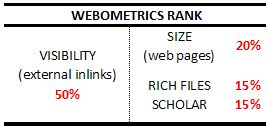 WEBOMETRICS RANK
VISIBILITY
(external inlinks)
50%
SIZE
(web pages)
20%
RICH FILES 15%
SCHOLAR 15%